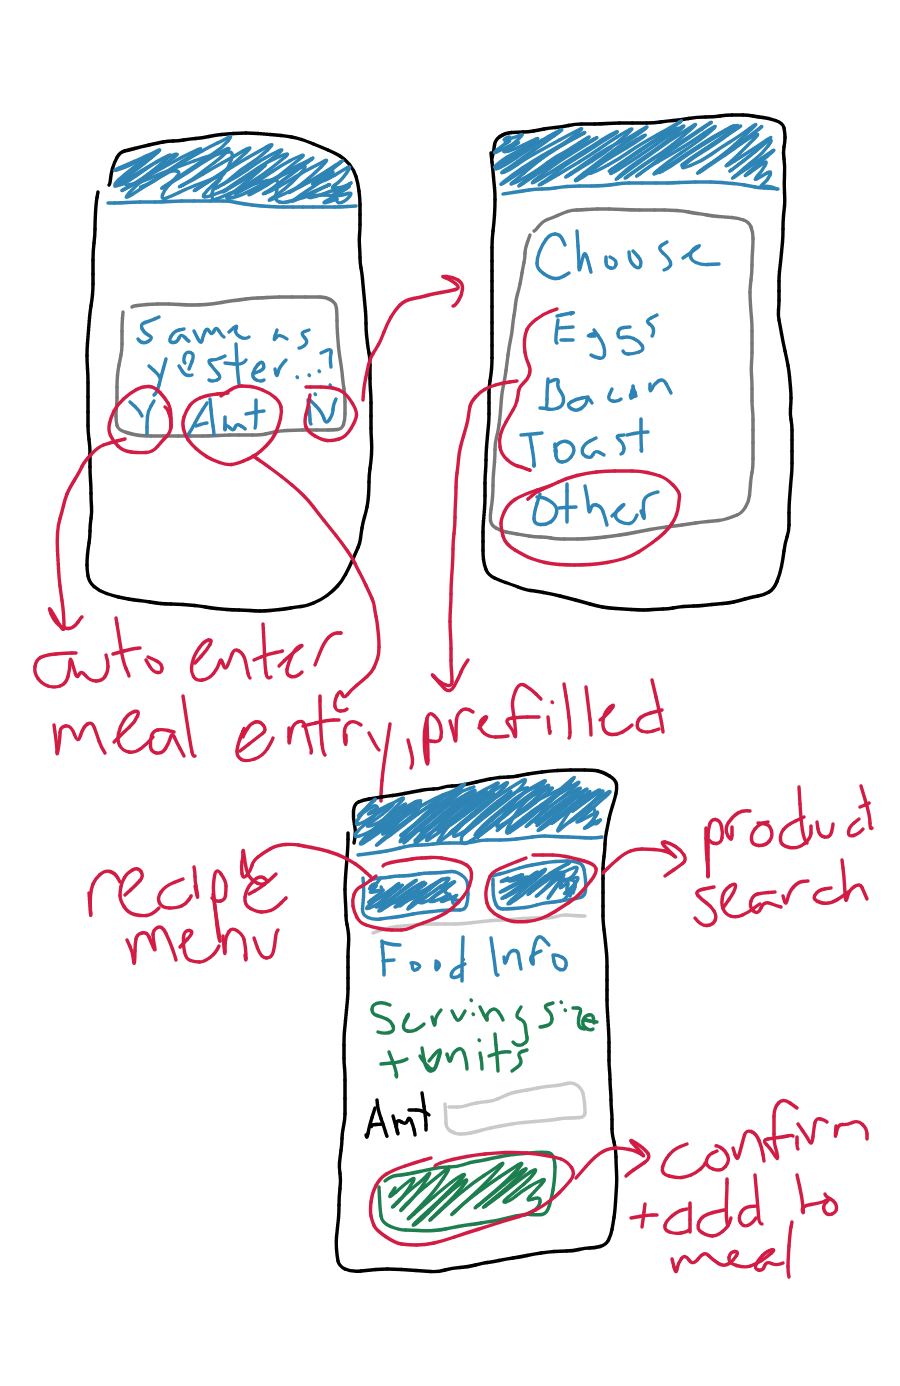 Same as
yester...?
Y Amt N
Choose
Eggs
Bacon
Toast
Other
auto enter
meal entry, prefilled
recipe
menu
product
search
Food Info
Serving size
+ units
Amt
confirm
+ add to
meal